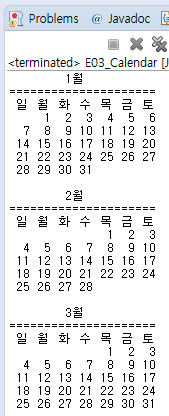 Problems @ Javadoc
<terminated> E03_Calendar [J
1월
=======================
일 월 화 수 목 금 토
1 2 3 4 5 6
7 8 9 10 11 12 13
14 15 16 17 18 19 20
21 22 23 24 25 26 27
28 29 30 31
2월
=======================
일 월 화 수 목 금 토
1 2 3
4 5 6 7 8 9 10
11 12 13 14 15 16 17
18 19 20 21 22 23 24
25 26 27 28
3월
=======================
일 월 화 수 목 금 토
1 2 3
4 5 6 7 8 9 10
11 12 13 14 15 16 17
18 19 20 21 22 23 24
25 26 27 28 29 30 31